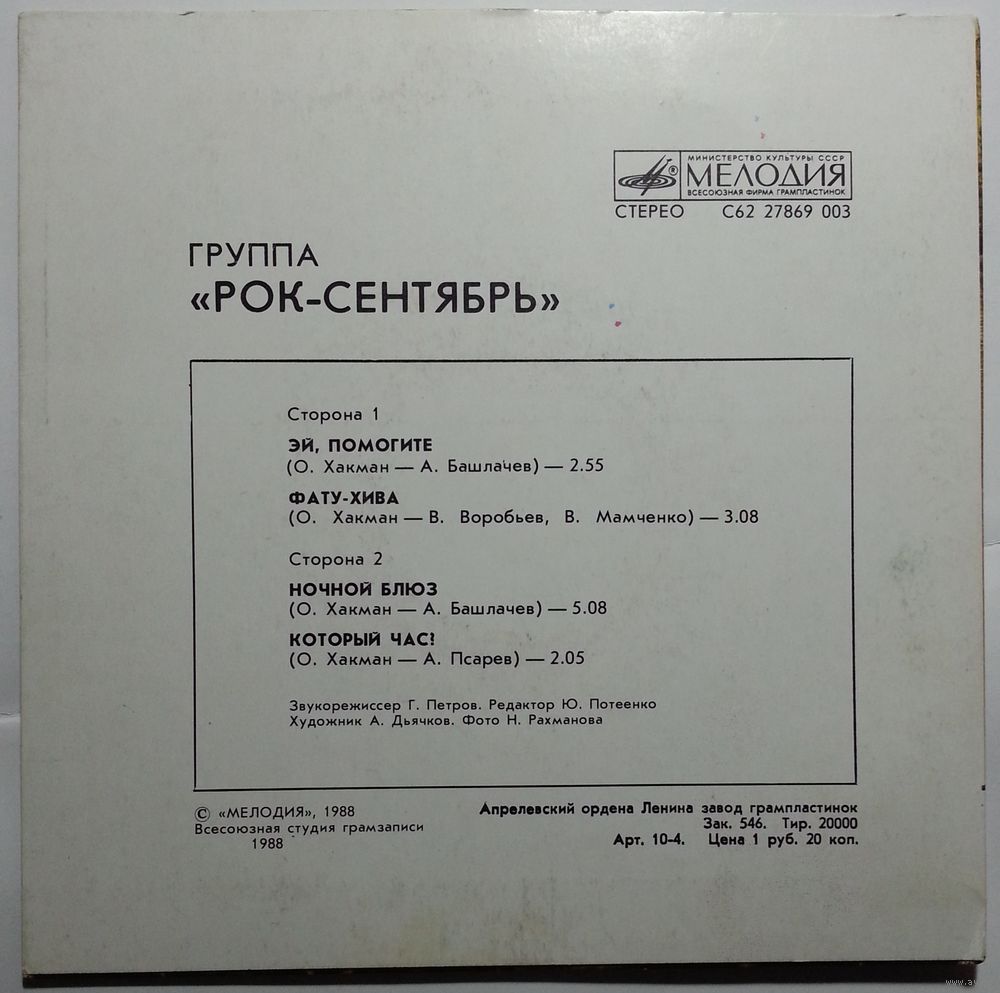 МИНИСТЕРСТВО КУЛЬТУРЫ СССР
® МЕЛОДИЯ
ВСЕСОЮЗНАЯ ФИРМА ГРАМПЛАСТИНОК
СТЕРЕО С62 27869 003
ГРУППА
«РОК-СЕНТЯБРЬ»
Сторона 1
ЭЙ, ПОМОГИТЕ
(О. Хакман — А. Башлачев) — 2.55
ФАТУ-ХИВА
(О. Хакман — В. Воробьев, В. Мамченко) — 3.08
Сторона 2
НОЧНОЙ БЛЮЗ
(О. Хакман — А. Башлачев) — 5.08
КОТОРЫЙ ЧАС?
(О. Хакман — А. Псарев) — 2.05
Звукорежиссер Г. Петров. Редактор Ю. Потеенко
Художник А. Дьячков. Фото Н. Рахманова
© «МЕЛОДИЯ», 1988
Всесоюзная студия грамзаписи
1988
Апрелевский ордена Ленина завод грампластинок
Зак. 546. Тир. 20000
Арт. 10-4. Цена 1 руб. 20 коп.